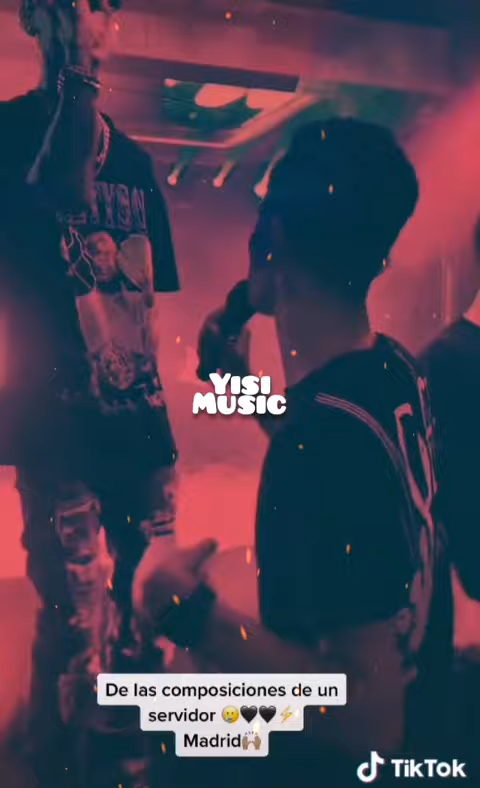 YISI
MUSIC
De las composiciones de un
servidor 🥲🖤🖤⚡
Madrid🙌🏽
TikTok